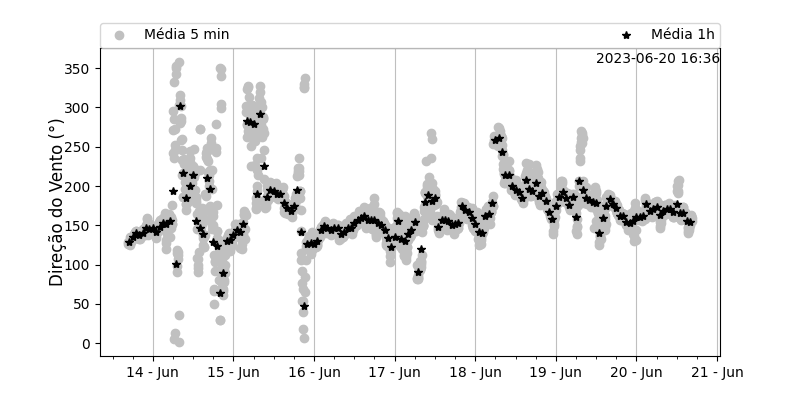 Média 5 min
Média 1h
2023-06-20 16:36
Direção do Vento (°)
350
300
250
200
150
100
50
0
14 - Jun
15 - Jun
16 - Jun
17 - Jun
18 - Jun
19 - Jun
20 - Jun
21 - Jun